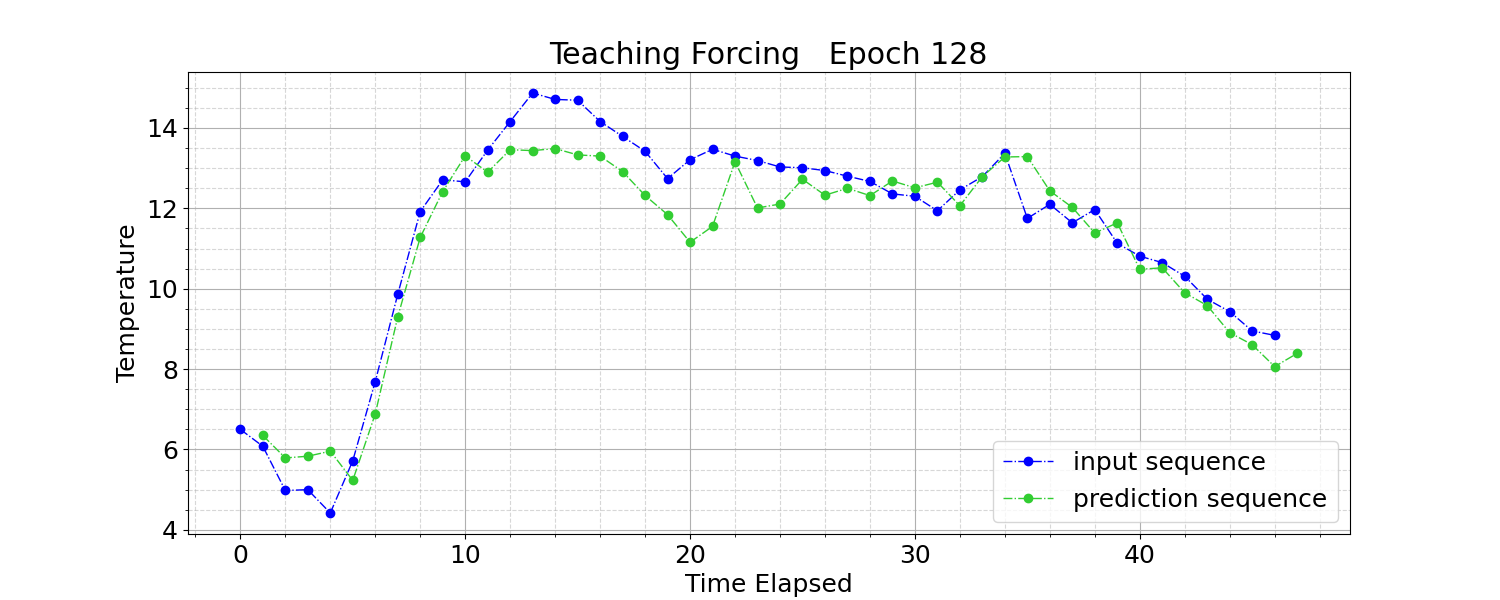 Teaching Forcing   Epoch 128
Temperature
14
12
10
8
6
4
0 10 20 30 40
Time Elapsed
input sequence
prediction sequence